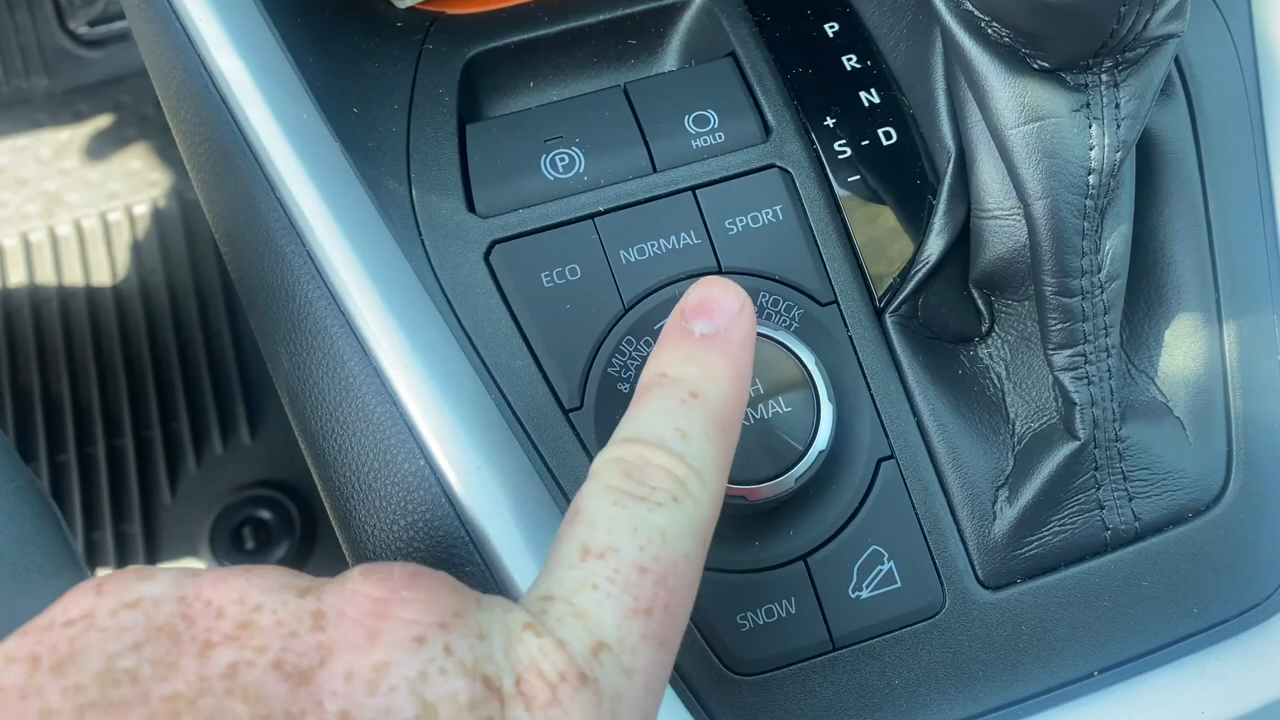 P
R
N
+
S - D
-
P
HOLD
ECO
NORMAL
SPORT
MUD
& SAND
ROCK
& DIRT
SNOW